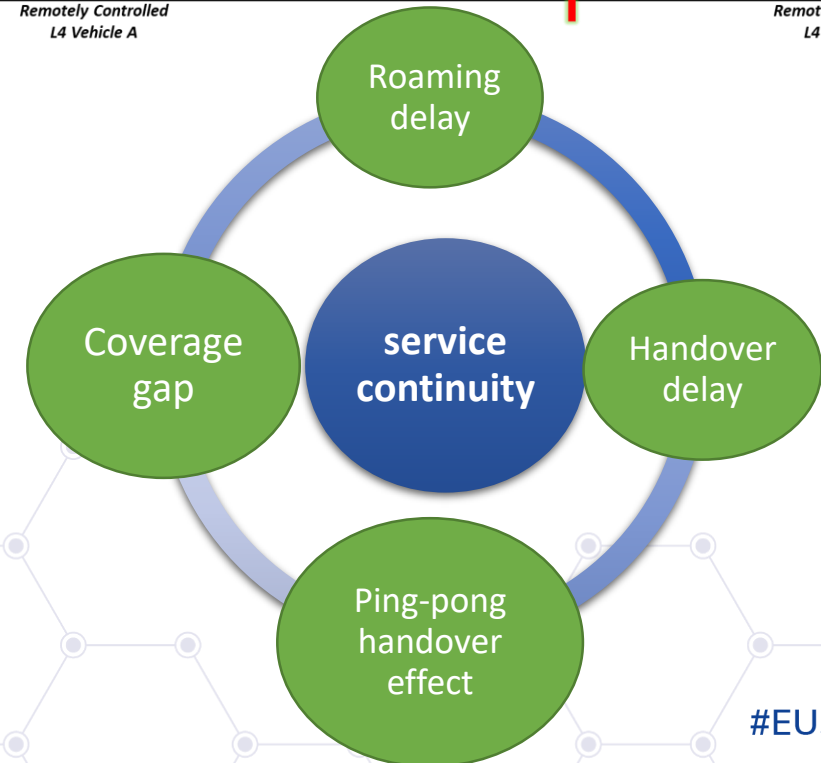 Remotely Controlled
L4 Vehicle A
Remot
L4
Roaming
delay
Coverage
gap
service
continuity
Handover
delay
Ping-pong
handover
effect
#EU